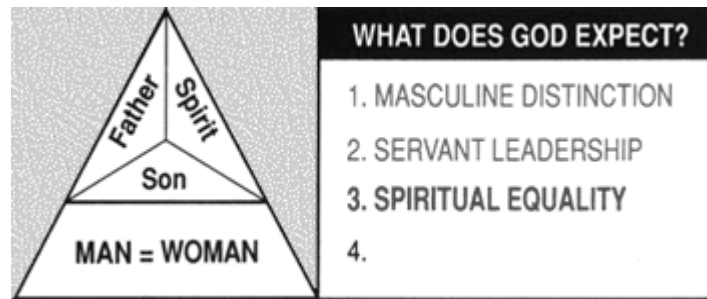 Father
Spirit
Son
MAN = WOMAN
WHAT DOES GOD EXPECT?
1. MASCULINE DISTINCTION
2. SERVANT LEADERSHIP
3. SPIRITUAL EQUALITY
4.